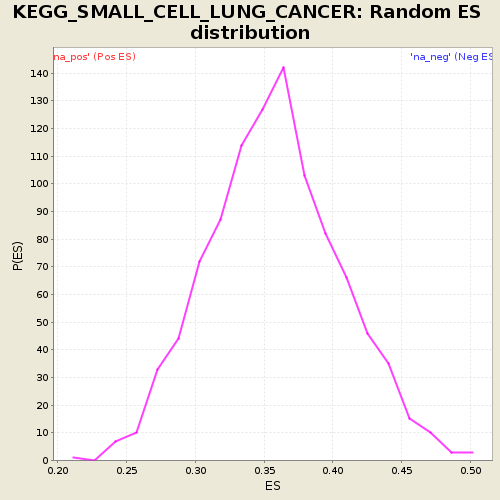 KEGG_SMALL_CELL_LUNG_CANCER: Random ES
distribution
na_pos' (Pos ES)
'na_neg' (Neg ES
140
130
120
110
100
90
80
70
60
50
40
30
20
10
0
P(ES)
0.20 0.25 0.30 0.35 0.40 0.45 0.50
ES